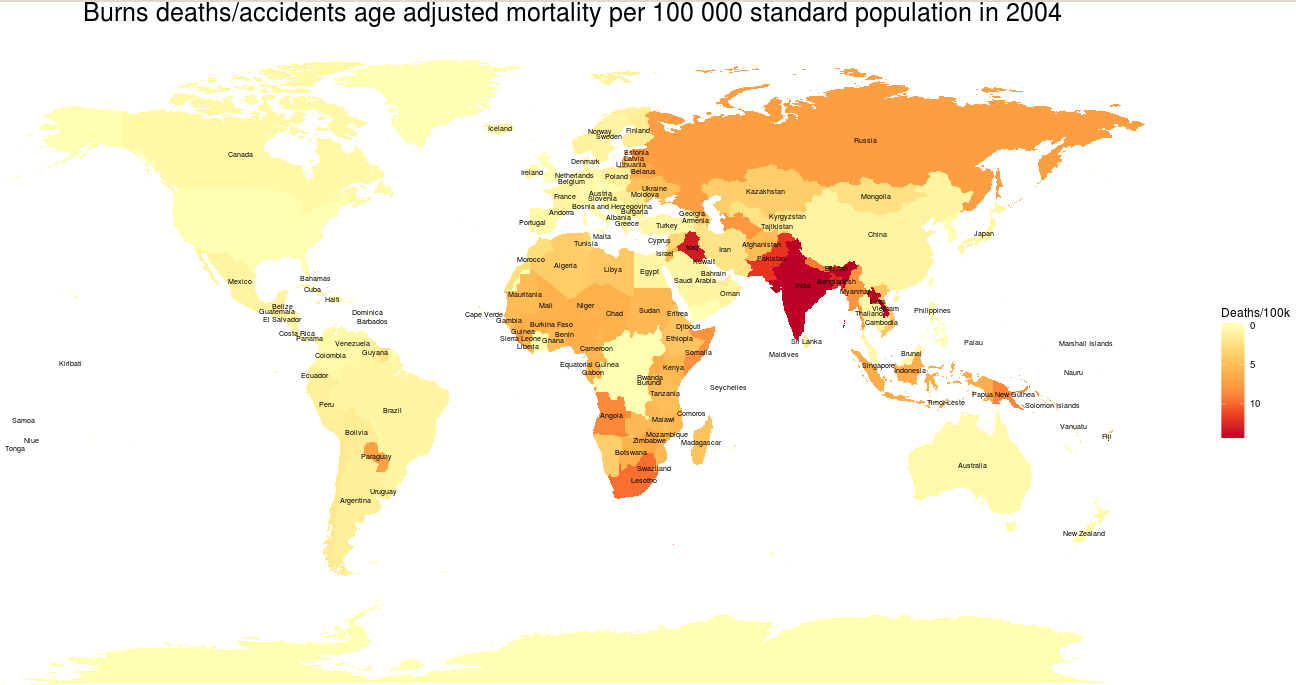 Burns deaths/accidents age adjusted mortality per 100 000 standard population in 2004
Iceland
Norway
Finland
Sweden
Russia
Canada
Estonia
Latvia
Lithuania
Denmark
Belarus
Ireland
Netherlands
Poland
Belgium
Ukraine
Kazakhstan
Moldova
Austria
France
Slovenia
Mongolia
Bosnia and Herzegovina
Andorra
Bulgaria
Georgia
Albania
Armenia
Kyrgyzstan
Portugal
Greece
Turkey
Tajikistan
Malta
China
Japan
Tunisia
Cyprus
Iraq
Afghanistan
Israel
Iran
Morocco
Kuwait
Pakistan
Algeria
Libya
Egypt
Bahrain
Bhutan
Mexico
Bahamas
Saudi Arabia
Bangladesh
Cuba
India
Mauritania
Oman
Myanmar
Haiti
Laos
Belize
Mali
Niger
Guatemala
Dominica
Cape Verde
Chad
Sudan
Eritrea
Vietnam
Philippines
El Salvador
Barbados
Gambia
Burkina Faso
Djibouti
Thailand
Cambodia
Costa Rica
Guinea
Benin
Panama
Sierra Leone
Ghana
Ethiopia
Sri Lanka
Venezuela
Liberia
Cameroon
Palau
Marshall Islands
Colombia
Guyana
Somalia
Maldives
Brunei
Kiribati
Equatorial Guinea
Kenya
Singapore
Indonesia
Nauru
Ecuador
Gabon
Rwanda
Burundi
Seychelles
Tanzania
Papua New Guinea
Peru
Brazil
Timor-Leste
Solomon Islands
Samoa
Angola
Malawi
Comoros
Vanuatu
Bolivia
Mozambique
Fiji
Niue
Zimbabwe
Madagascar
Tonga
Paraguay
Botswana
Australia
Swaziland
Uruguay
Lesotho
Argentina
New Zealand
Deaths/100k
0
5
10